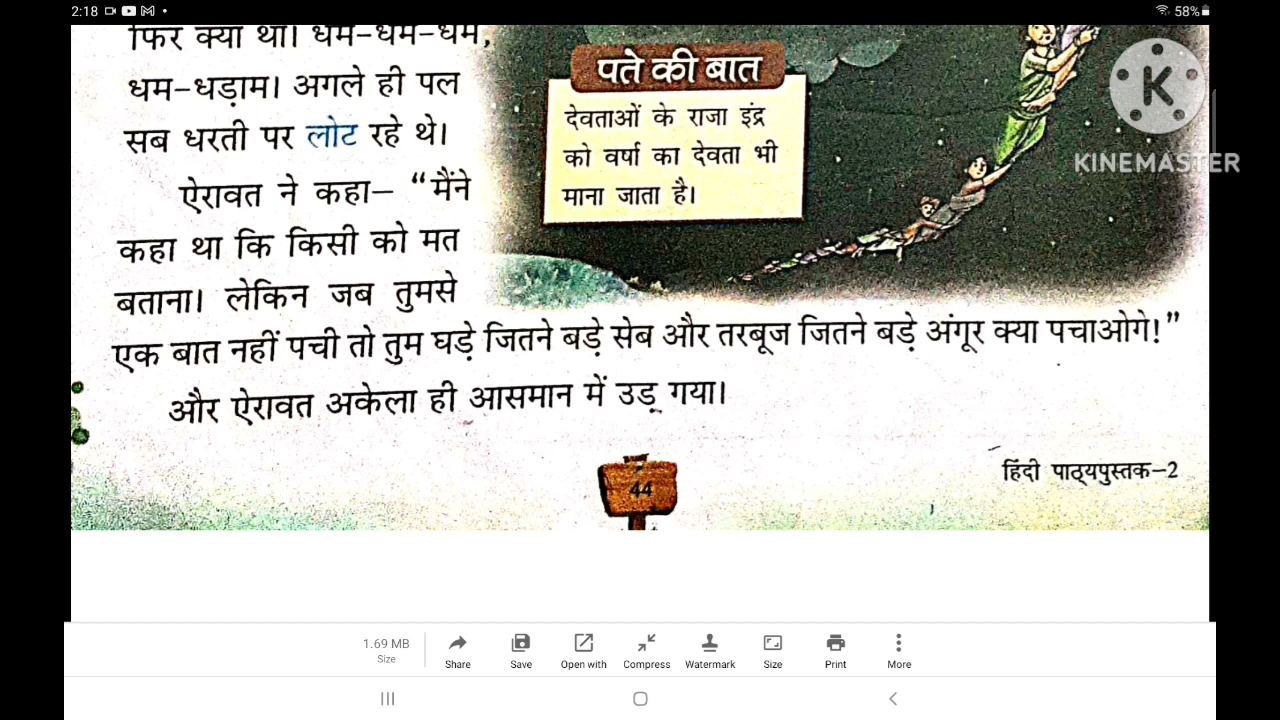 2:18
58%
फिर क्या था। धम-धम-धम,
धम-धड़ाम। अगले ही पल
सब धरती पर लोट रहे थे।
ऐरावत ने कहा– “मैंने
कहा था कि किसी को मत
बताना। लेकिन जब तुमसे
एक बात नहीं पची तो तुम घड़े जितने बड़े सेब और तरबूज जितने बड़े अंगूर क्या पचाओगे!”
और ऐरावत अकेला ही आसमान में उड़ गया।
पते की बात
देवताओं के राजा इंद्र
को वर्षा का देवता भी
माना जाता है।
K
KINEMASTER
44
हिंदी पाठ्यपुस्तक–2
1.69 MB
Size
Share
Save
Open with
Compress
Watermark
Size
Print
More